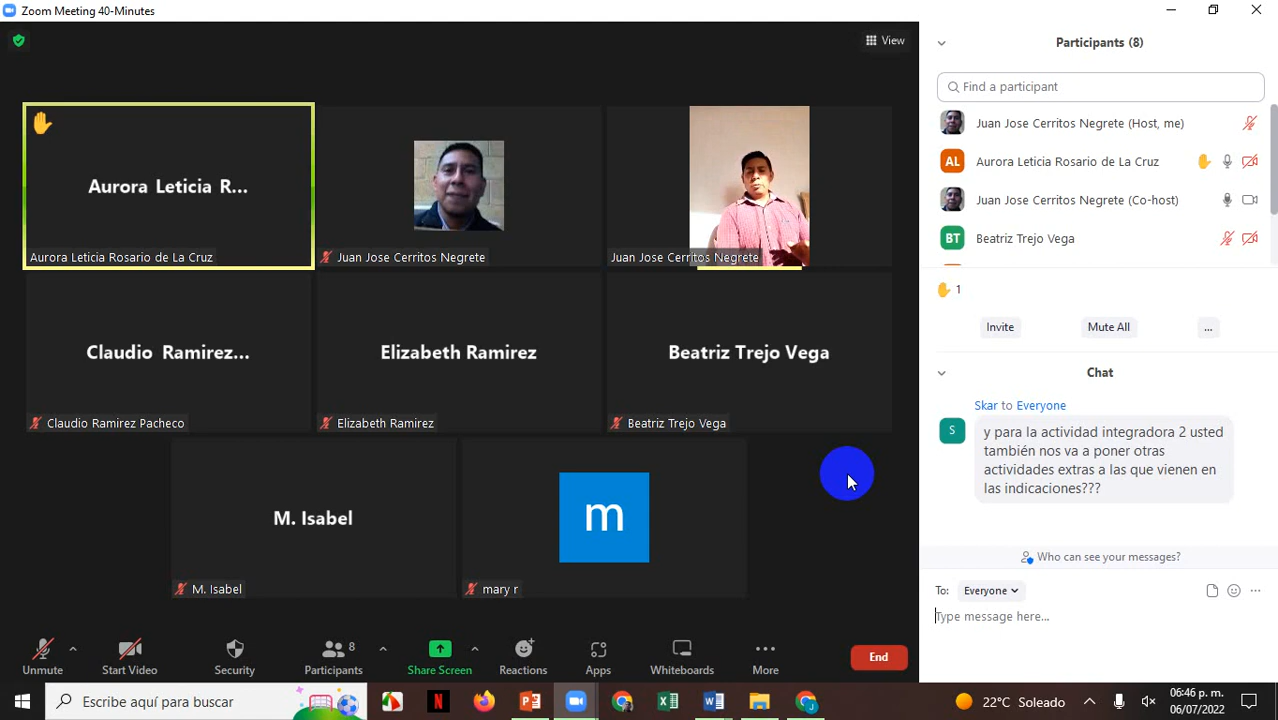 Zoom Meeting 40-Minutes
View
Aurora Leticia R...
Aurora Leticia Rosario de La Cruz
Juan Jose Cerritos Negrete
Juan Jose Cerritos Negrete
Claudio Ramirez...
Claudio Ramirez Pacheco
Elizabeth Ramirez
Elizabeth Ramirez
Beatriz Trejo Vega
Beatriz Trejo Vega
M. Isabel
M. Isabel
m
mary r
Unmute
Start Video
Security
8
Participants
Share Screen
Reactions
Apps
Whiteboards
More
End
Participants (8)
Find a participant
Juan Jose Cerritos Negrete (Host, me)
AL
Aurora Leticia Rosario de La Cruz
Juan Jose Cerritos Negrete (Co-host)
BT
Beatriz Trejo Vega
1
Invite
Mute All
...
Chat
Skar to Everyone
S
y para la actividad integradora 2 usted
también nos va a poner otras
actividades extras a las que vienen en
las indicaciones???
Who can see your messages?
To: Everyone
Type message here...
Escribe aquí para buscar
22°C Soleado
06:46 p. m.
06/07/2022